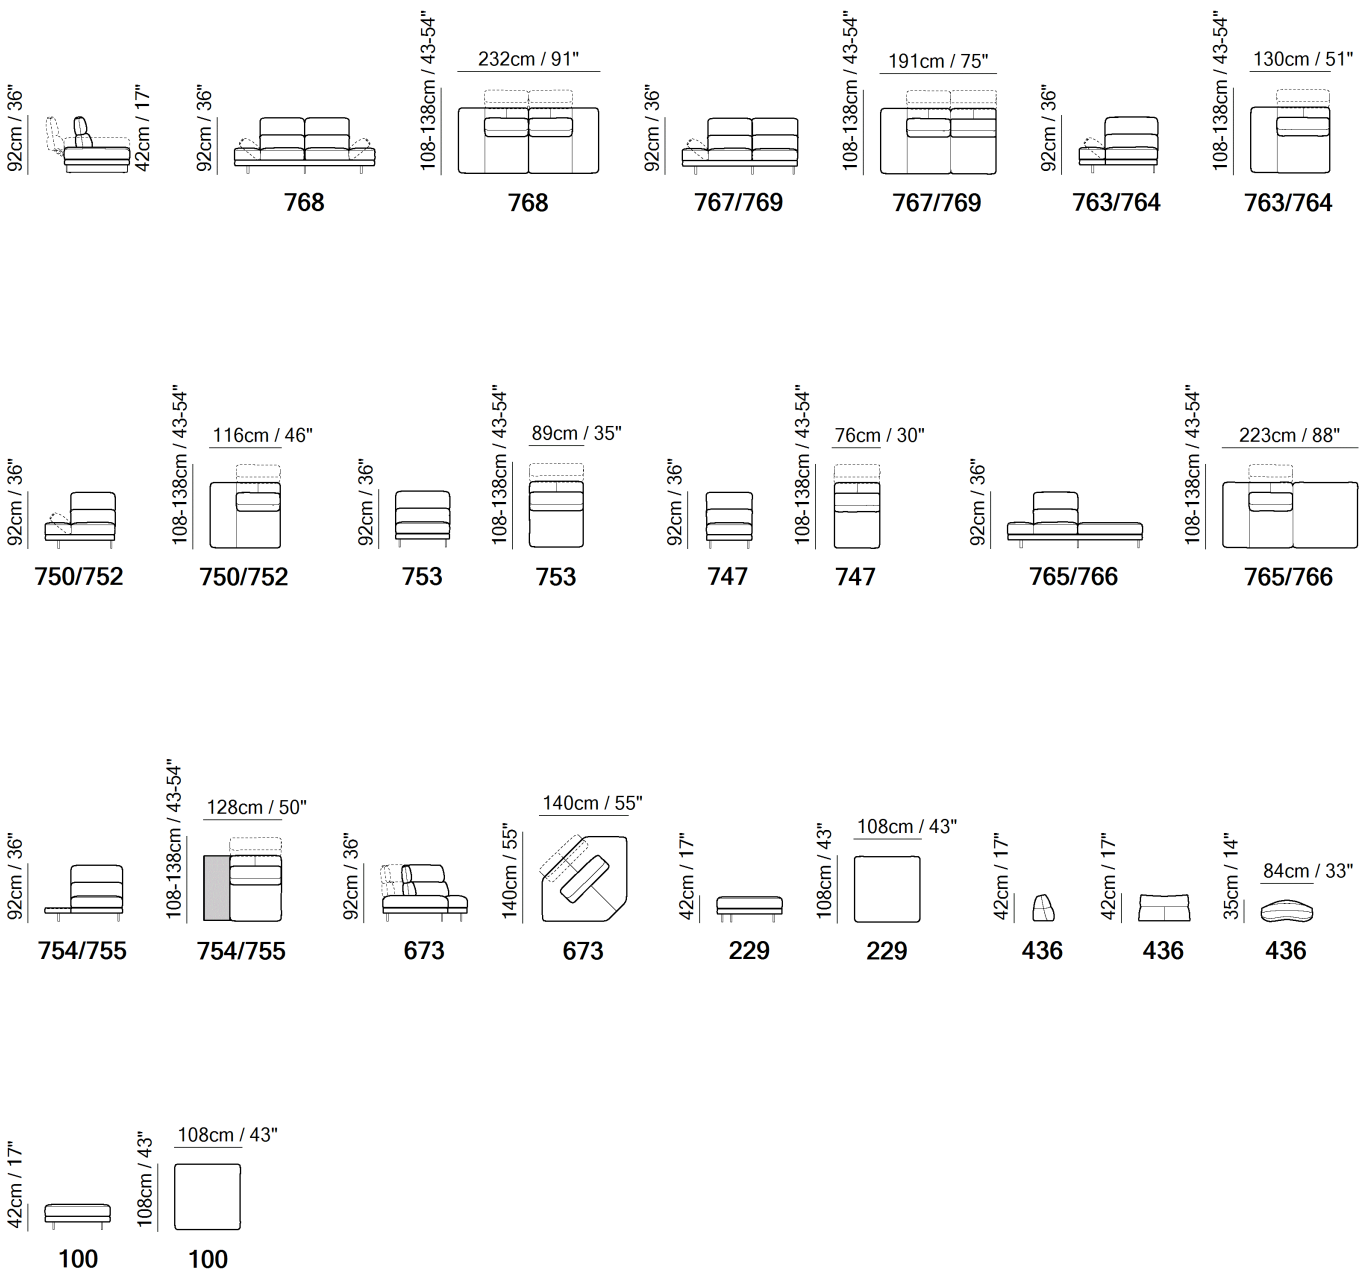 92cm / 36"
42cm / 17"
92cm / 36"
768
108-138cm / 43-54"
232cm / 91"
768
92cm / 36"
767/769
108-138cm / 43-54"
191cm / 75"
767/769
92cm / 36"
763/764
108-138cm / 43-54"
130cm / 51"
763/764
92cm / 36"
750/752
108-138cm / 43-54"
116cm / 46"
750/752
92cm / 36"
753
108-138cm / 43-54"
89cm / 35"
753
92cm / 36"
747
108-138cm / 43-54"
76cm / 30"
747
92cm / 36"
765/766
108-138cm / 43-54"
223cm / 88"
765/766
92cm / 36"
754/755
108-138cm / 43-54"
128cm / 50"
754/755
92cm / 36"
673
140cm / 55"
140cm / 55"
673
42cm / 17"
229
108cm / 43"
108cm / 43"
229
42cm / 17"
436
42cm / 17"
436
35cm / 14"
84cm / 33"
436
42cm / 17"
100
108cm / 43"
108cm / 43"
100